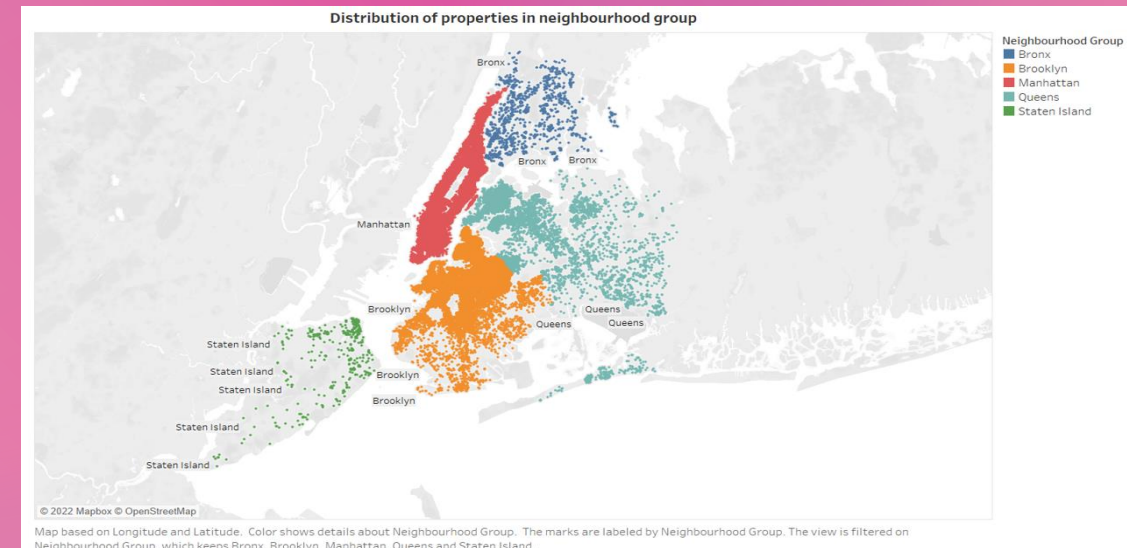 Distribution of properties in neighbourhood group
Neighbourhood Group
Bronx
Brooklyn
Manhattan
Queens
Staten Island
Bronx
Bronx
Bronx
Manhattan
Brooklyn
Queens
Queens
Queens
Staten Island
Staten Island
Brooklyn
Staten Island
Brooklyn
Staten Island
Staten Island
© 2022 Mapbox © OpenStreetMap
Map based on Longitude and Latitude. Color shows details about Neighbourhood Group. The marks are labeled by Neighbourhood Group. The view is filtered on
Neighbourhood Group, which keeps Bronx, Brooklyn, Manhattan, Queens and Staten Island.